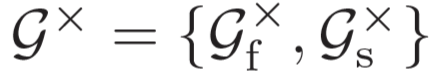 𝒢^× = {𝒢_f^×, 𝒢_s^×}